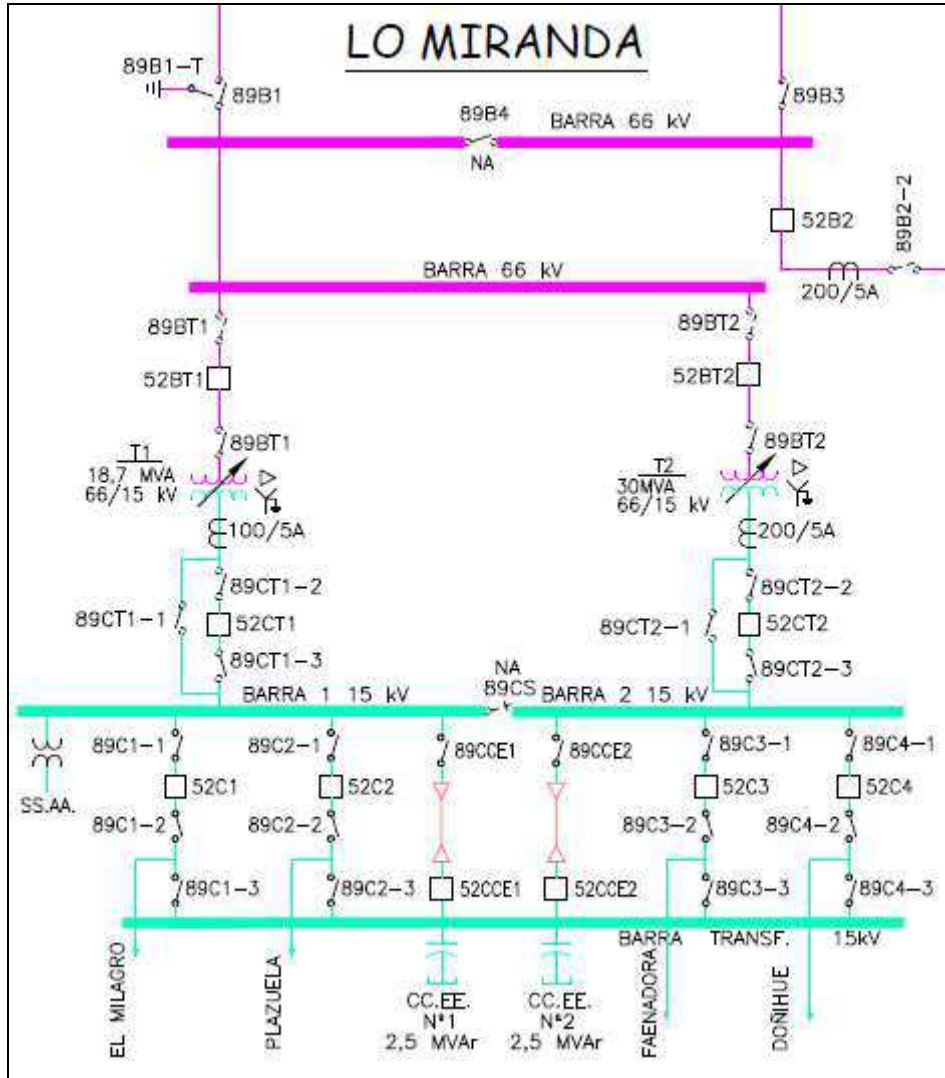 LO MIRANDA
89B1-T
89B1
89B3
89B4
BARRA 66 kV
NA
52B2
89B2-2
200/5A
BARRA 66 kV
89BT1
89BT2
52BT1
52BT2
89BT1
89BT2
T1
18,7 MVA
66/15 kV
T2
30MVA
66/15 kV
100/5A
200/5A
89CT1-2
89CT2-2
89CT1-1
52CT1
89CT2-1
52CT2
89CT1-3
89CT2-3
NA
89CS
BARRA 1 15 kV
BARRA 2 15 kV
89C1-1
89C2-1
89CCE1
89CCE2
89C3-1
89C4-1
SS.AA.
52C1
52C2
52C3
52C4
89C1-2
89C2-2
89C3-2
89C4-2
89C1-3
89C2-3
52CCE1
52CCE2
89C3-3
89C4-3
BARRA TRANSF. 15kV
EL MILAGRO
PLAZUELA
CC.EE.
Nº1
2,5 MVAr
CC.EE.
Nº2
2,5 MVAr
FAENADORA
DOÑIHUE